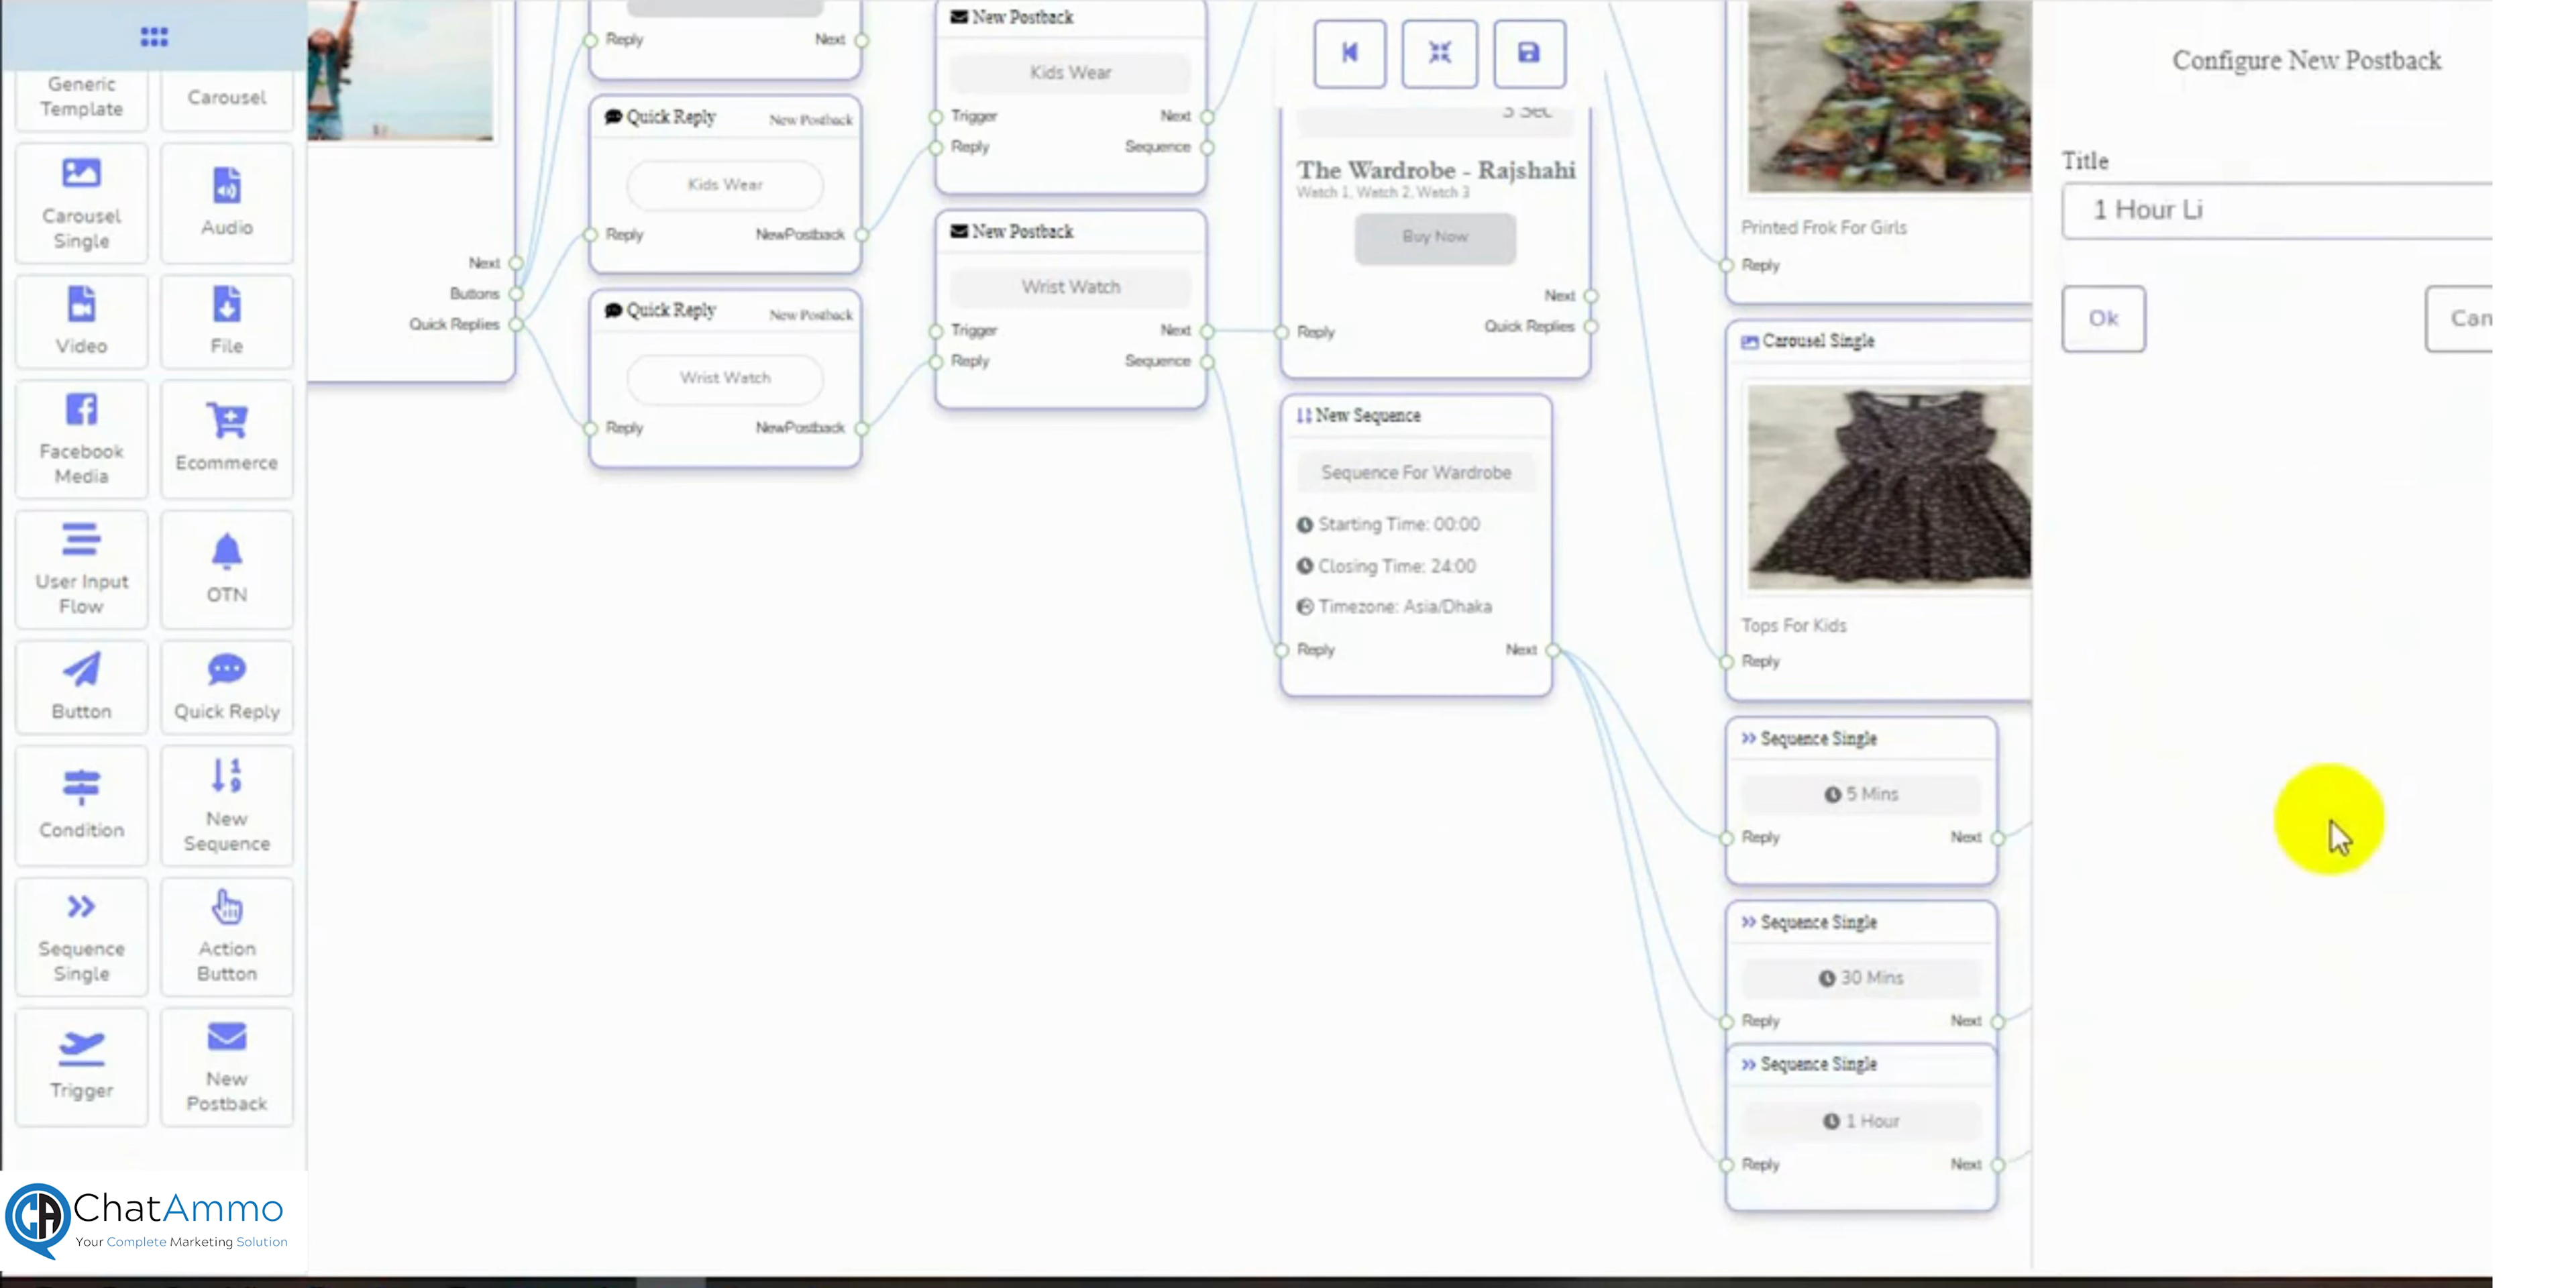 Generic
Template
Carousel
Carousel
Single
Audio
Video
File
Facebook
Media
Ecommerce
User Input
Flow
OTN
Button
Quick Reply
Condition
New
Sequence
Sequence
Single
Action
Button
Trigger
New
Postback
ChatAmmo
Your Complete Marketing Solution
Next
Buttons
Quick Replies
Reply
Next
Quick Reply
New Postback
Kids Wear
Reply
NewPostback
Quick Reply
New Postback
Wrist Watch
Reply
NewPostback
New Postback
Kids Wear
Trigger
Next
Reply
Sequence
New Postback
Wrist Watch
Trigger
Next
Reply
Sequence
Sec
The Wardrobe - Rajshahi
Watch 1, Watch 2, Watch 3
Buy Now
Next
Quick Replies
Reply
New Sequence
Sequence For Wardrobe
Starting Time: 00:00
Closing Time: 24:00
Timezone: Asia/Dhaka
Reply
Next
Printed Frok For Girls
Reply
Carousel Single
Tops For Kids
Reply
Sequence Single
5 Mins
Reply
Next
Sequence Single
30 Mins
Reply
Next
Sequence Single
1 Hour
Reply
Next
Configure New Postback
Title
1 Hour Li
Ok
Can